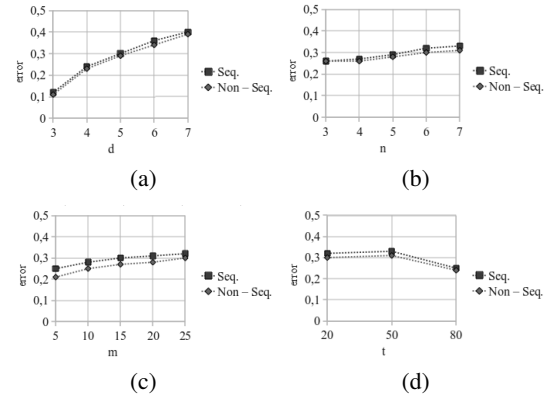 0,5
0,4
0,3
0,2
0,1
0
error
3 4 5 6 7
d
Seq.
Non – Seq.
(a)
0,5
0,4
0,3
0,2
0,1
0
error
3 4 5 6 7
n
Seq.
Non – Seq.
(b)
0,5
0,4
0,3
0,2
0,1
0
error
5 10 15 20 25
m
Seq.
Non – Seq.
(c)
0,5
0,4
0,3
0,2
0,1
0
error
20 50 80
t
Seq.
Non – Seq.
(d)